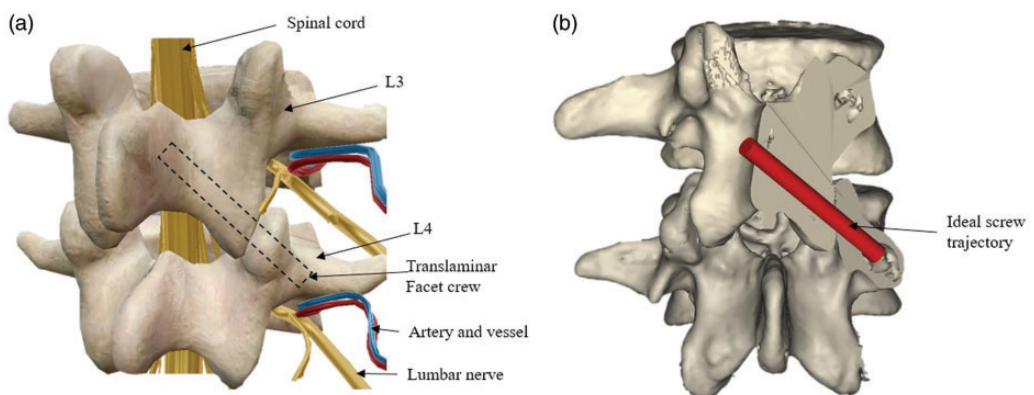 (a)
Spinal cord
L3
L4
Translaminar
Facet crew
Artery and vessel
Lumbar nerve
(b)
Ideal screw
trajectory